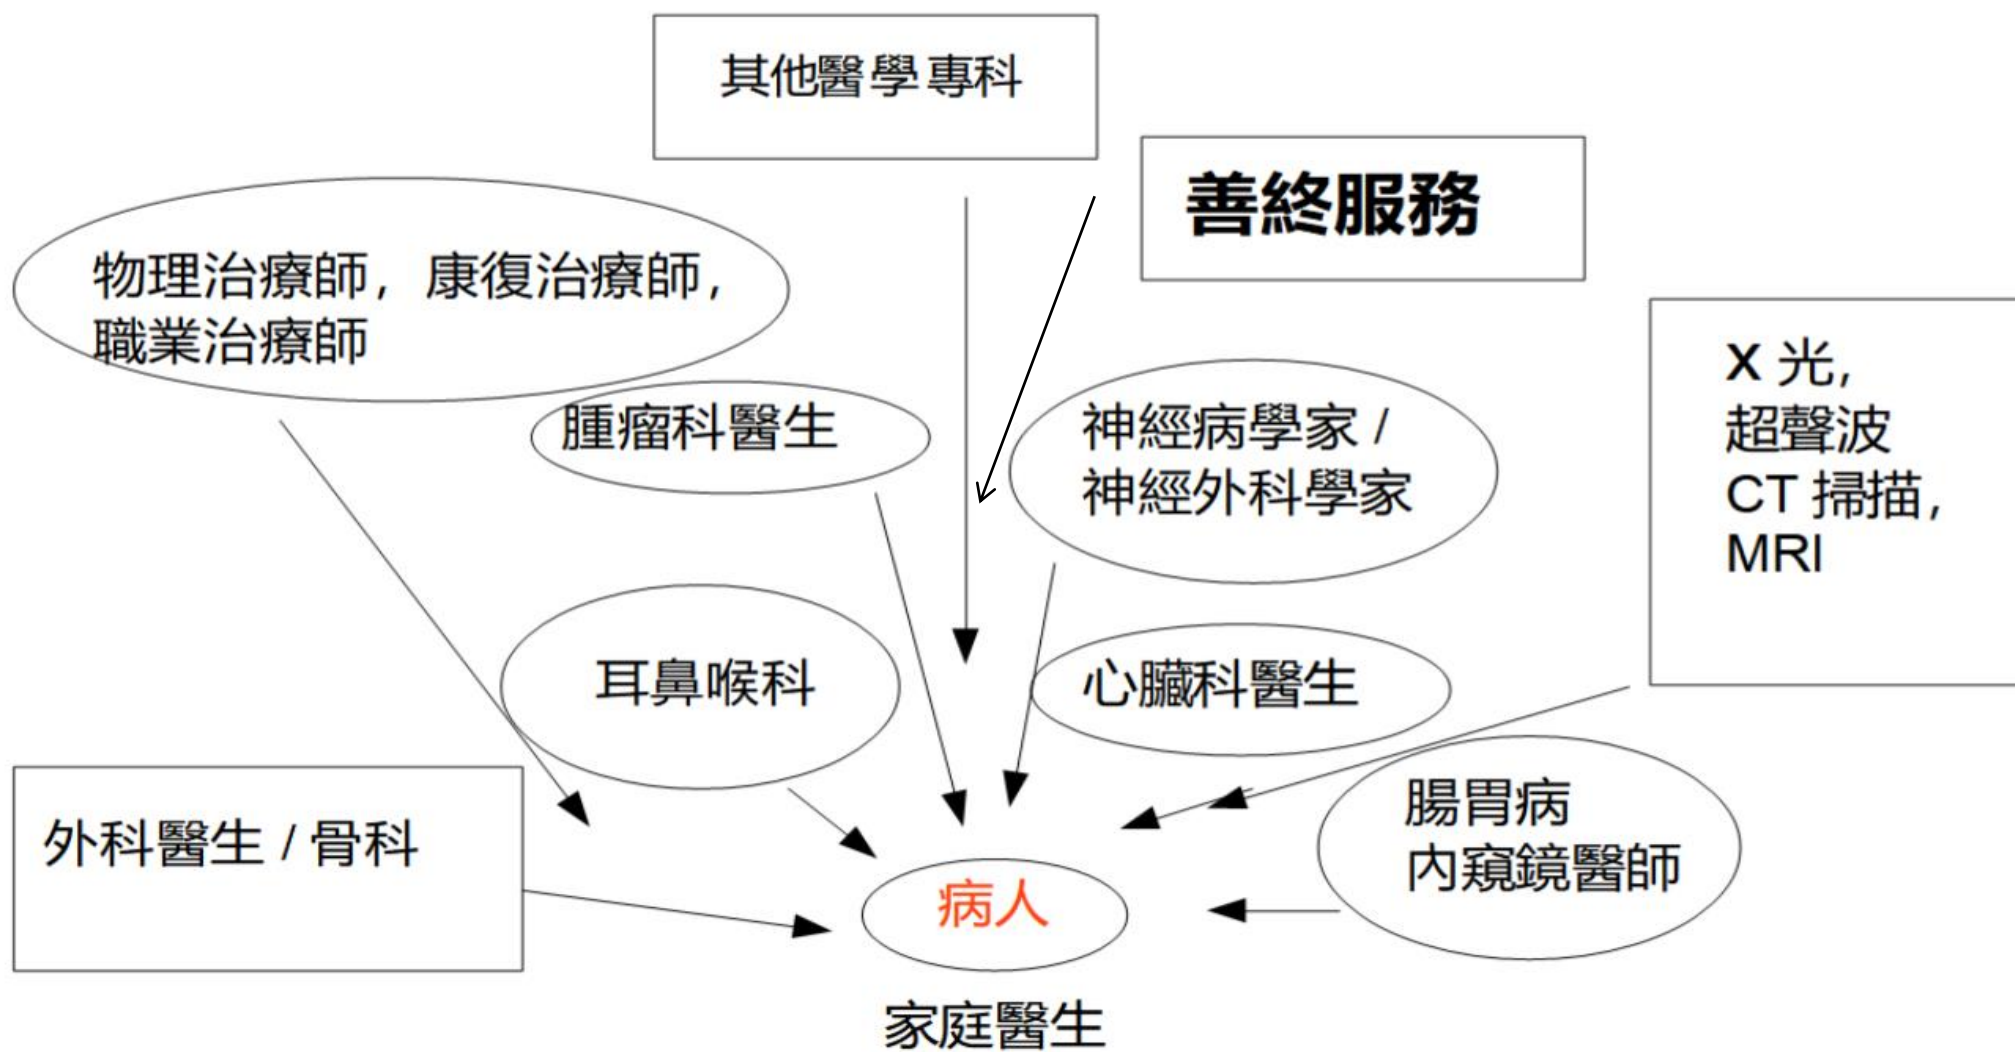 其他醫學專科
善終服務
物理治療師，康復治療師，
職業治療師
X 光,
超聲波
CT 掃描,
MRI
腫瘤科醫生
神經病學家 /
神經外科學家
耳鼻喉科
心臟科醫生
外科醫生 / 骨科
腸胃病
內窺鏡醫師
病人
家庭醫生